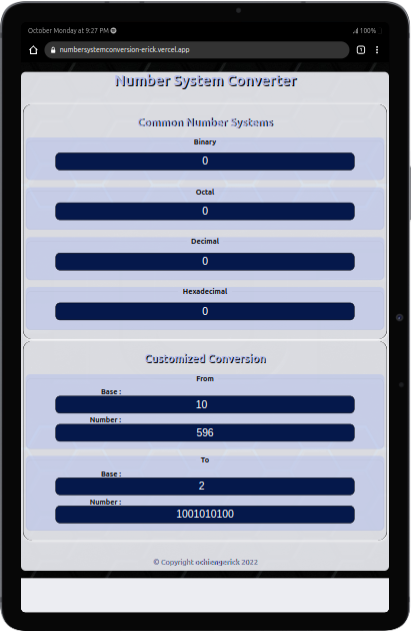 October Monday at 9:27 PM
100%
numbersystemconversion-erick.vercel.app
1
Number System Converter
Common Number Systems
Binary
0
Octal
0
Decimal
0
Hexadecimal
0
Customized Conversion
From
Base :
10
Number :
596
To
Base :
2
Number :
1001010100
© Copyright ochiengerick 2022